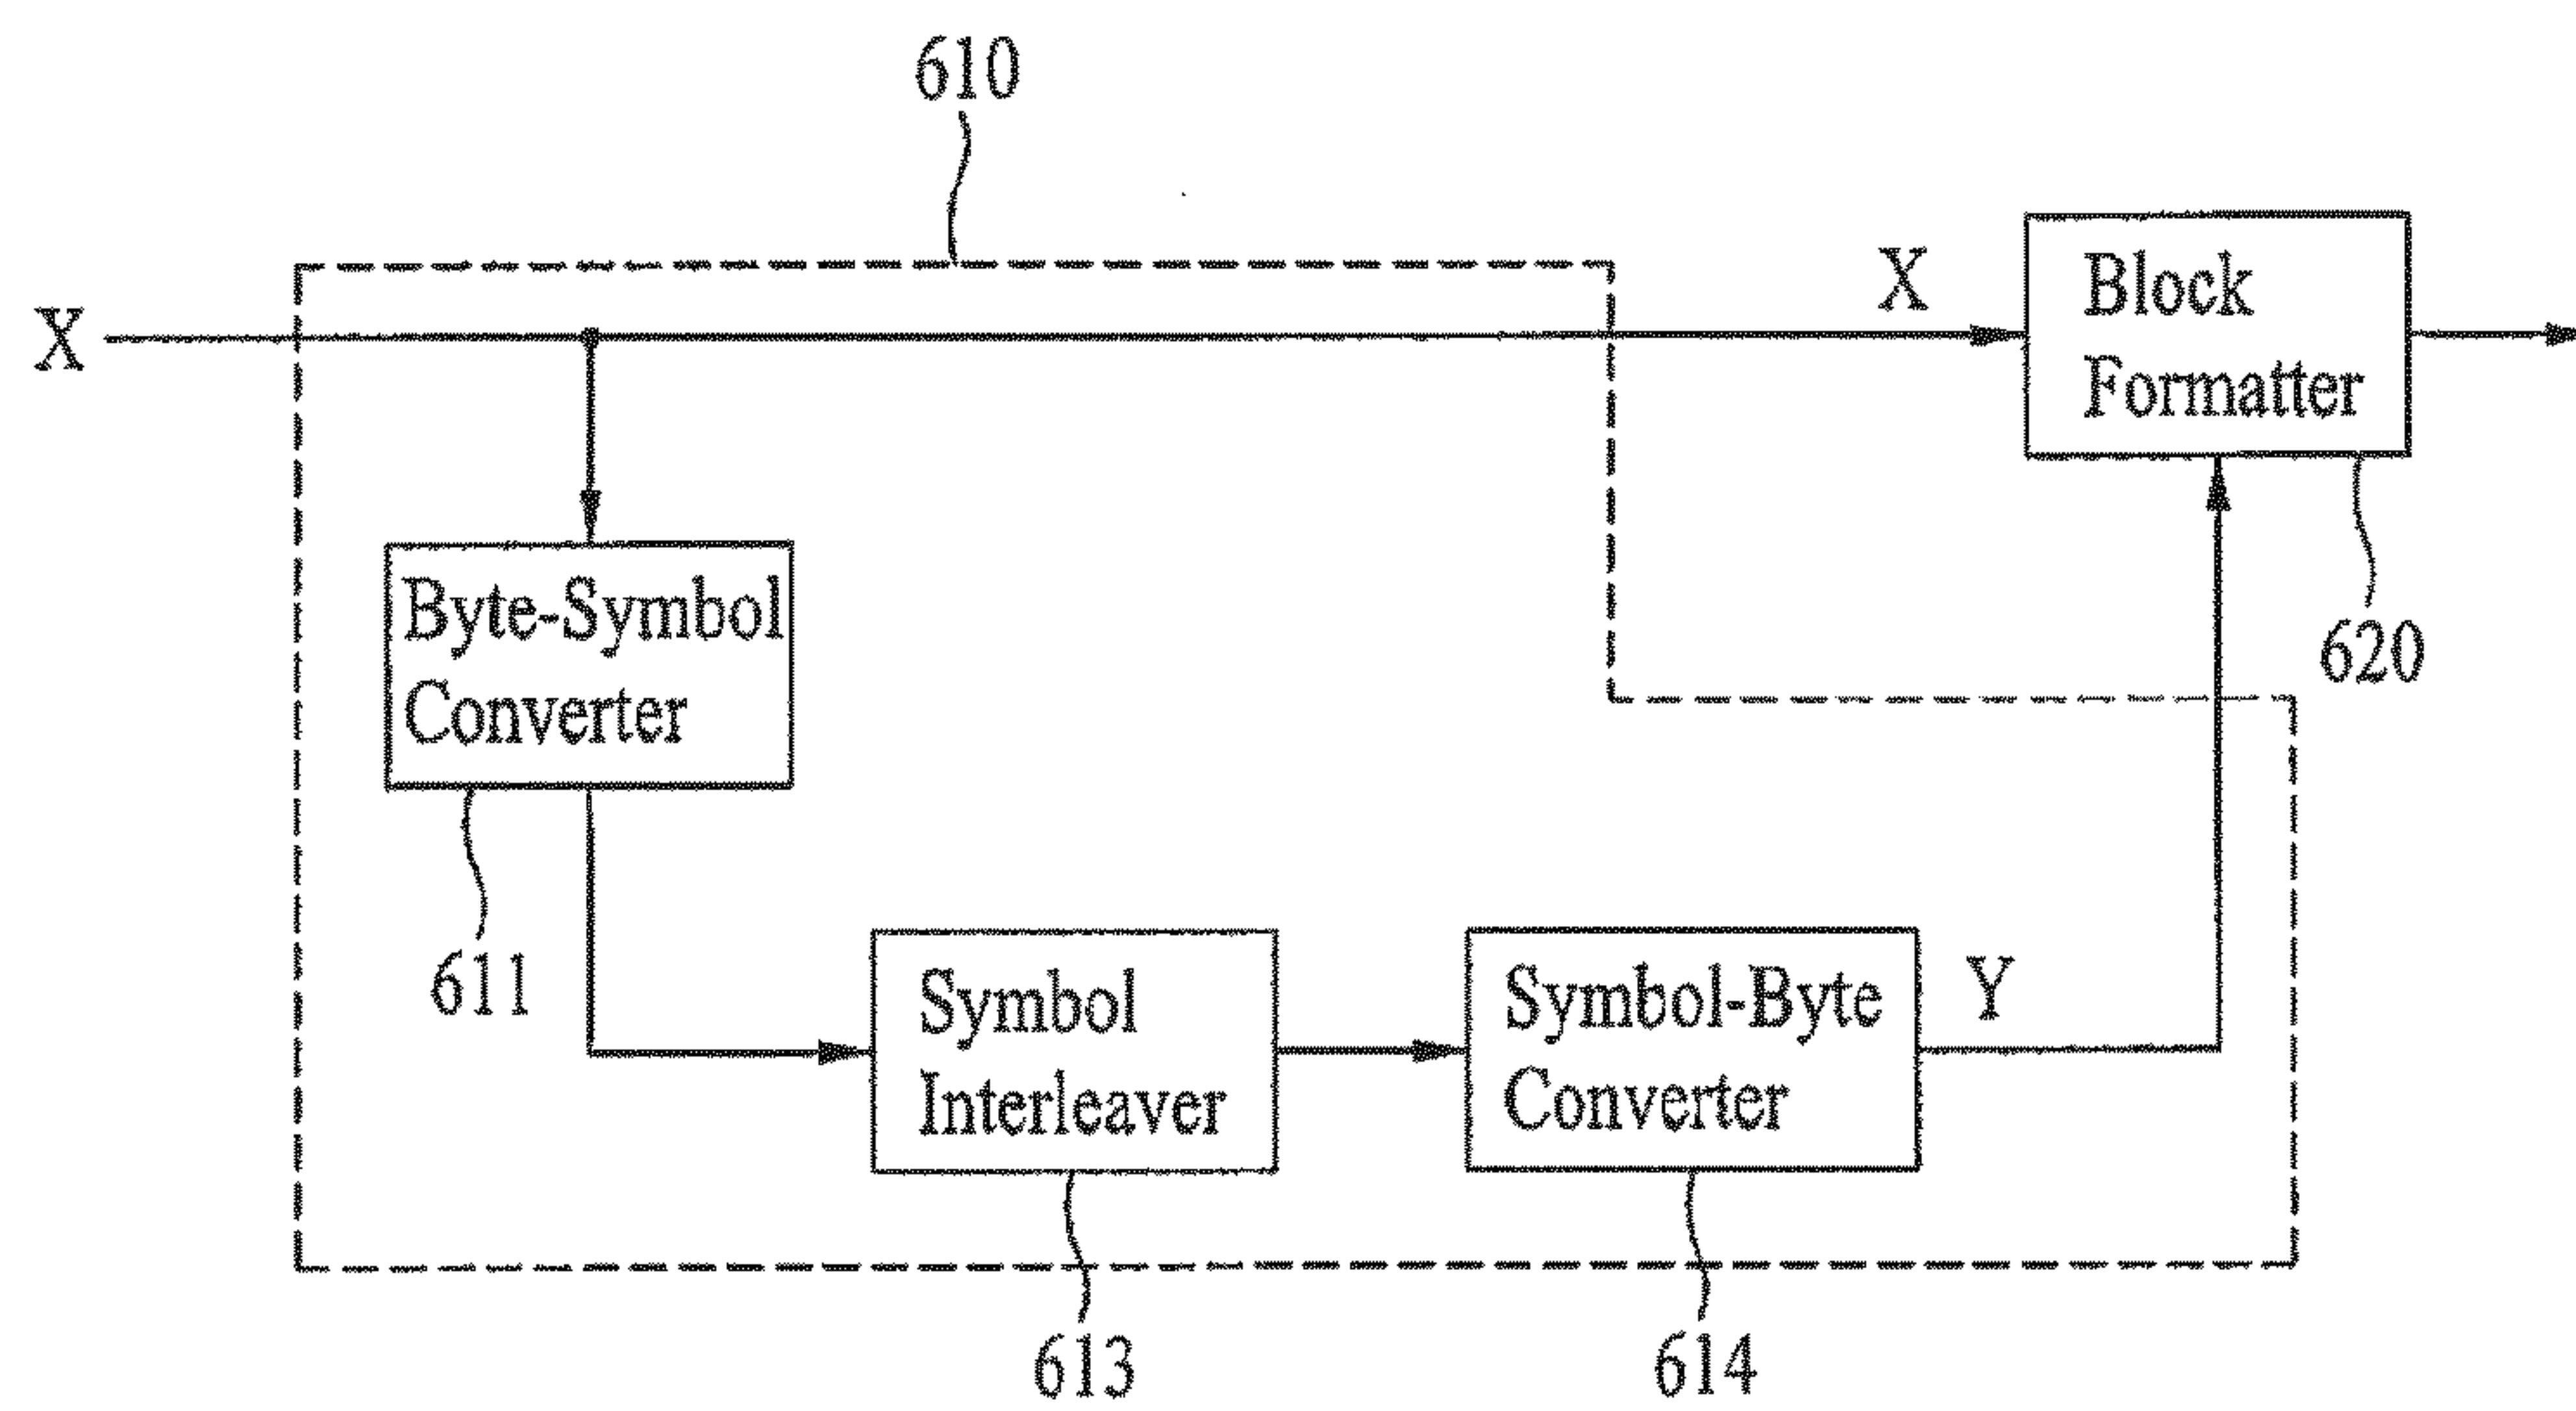 610
X
X
Block
Formatter
Byte-Symbol
Converter
620
611
Symbol
Interleaver
Symbol-Byte
Converter
Y
613
614